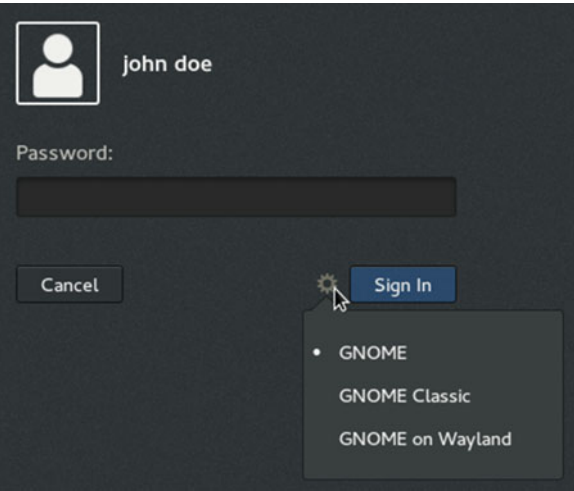 john doe
Password:
Cancel
Sign In
GNOME
GNOME Classic
GNOME on Wayland